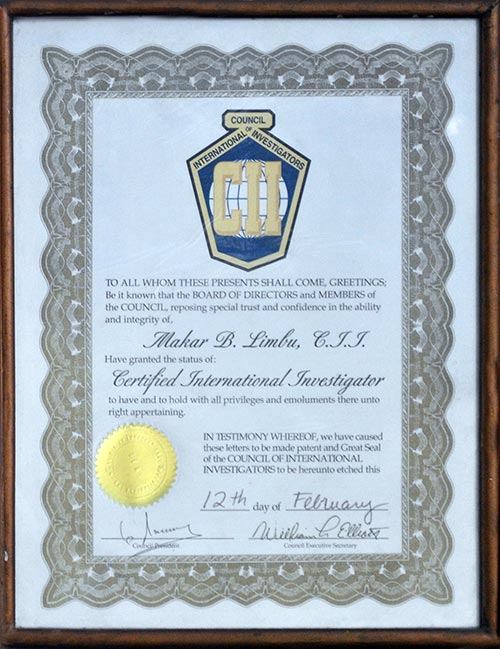 COUNCIL
OF
INTERNATIONAL INVESTIGATORS
CII
TO ALL WHOM THESE PRESENTS SHALL COME, GREETINGS;
Be it known that the BOARD OF DIRECTORS and MEMBERS of
the COUNCIL, reposing special trust and confidence in the ability
and integrity of,
Makar B. Limbu, C.I.I.
Have granted the status of:
Certified International Investigator
to have and to hold with all privileges and emoluments there unto
right appertaining.
IN TESTIMONY WHEREOF, we have caused
these letters to be made patent and Great Seal
of the COUNCIL OF INTERNATIONAL
INVESTIGATORS to be hereunto etched this
12th day of February
William L. Elliott
Council President
Council Executive Secretary